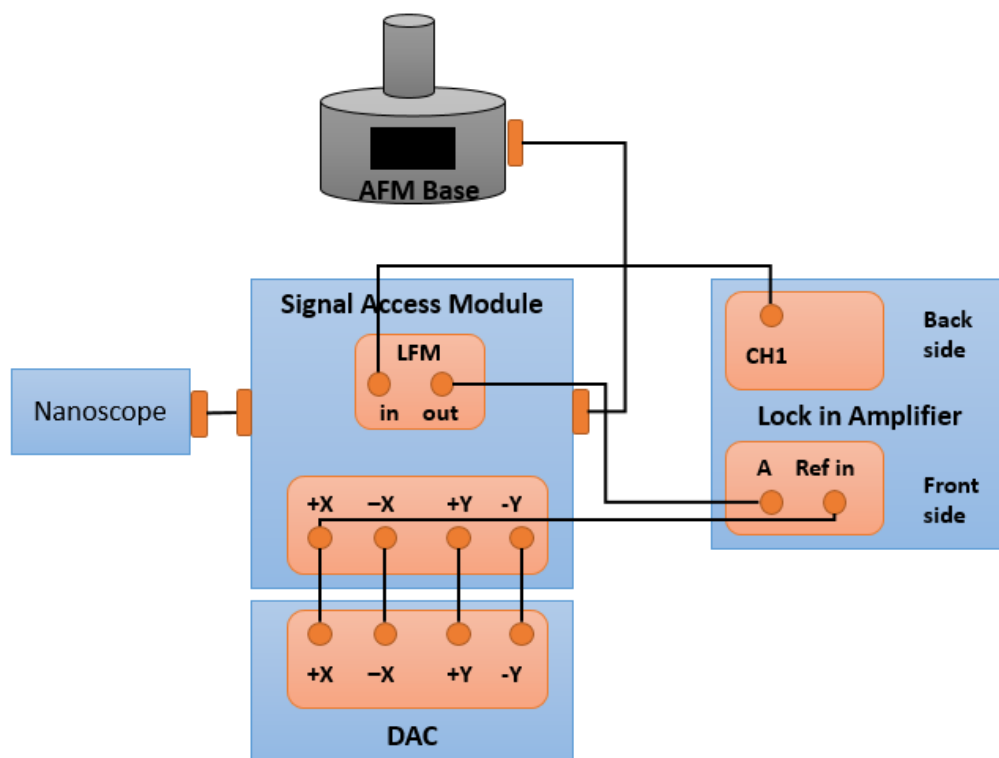 AFM Base
Signal Access Module
LFM
in out
Nanoscope
+X –X +Y -Y
+X –X +Y -Y
DAC
CH1
Back
side
Lock in Amplifier
A Ref in
Front
side